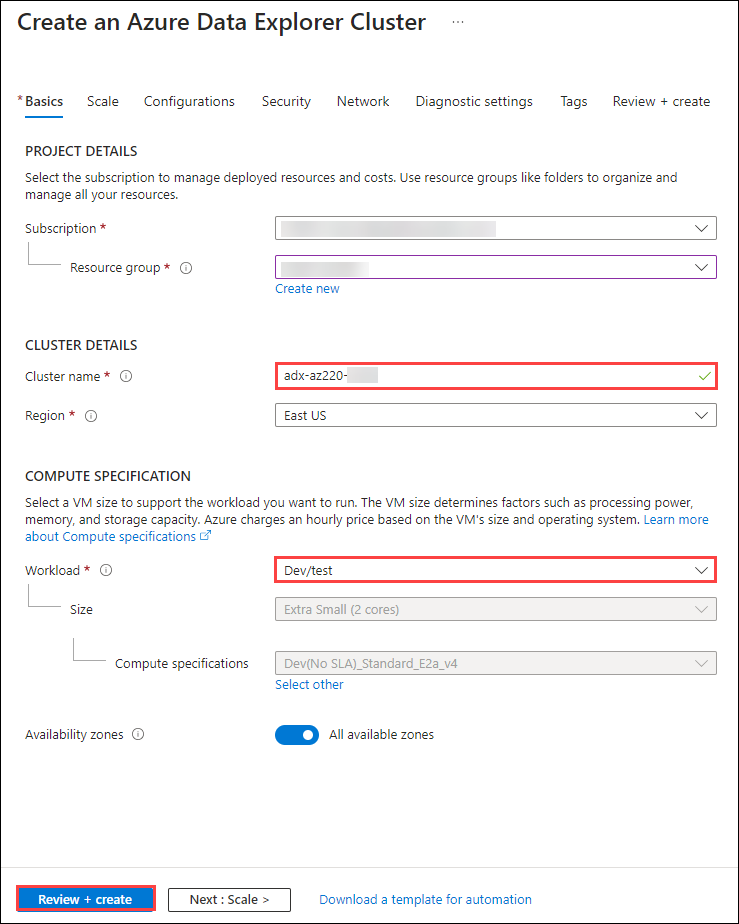 Create an Azure Data Explorer Cluster ...
* Basics Scale Configurations Security Network Diagnostic settings Tags Review + create
PROJECT DETAILS
Select the subscription to manage deployed resources and costs. Use resource groups like folders to organize and
manage all your resources.
Subscription *
Resource group *
Create new
CLUSTER DETAILS
Cluster name * adx-az220-
Region * East US
COMPUTE SPECIFICATION
Select a VM size to support the workload you want to run. The VM size determines factors such as processing power,
memory, and storage capacity. Azure charges an hourly price based on the VM's size and operating system. Learn more
about Compute specifications
Workload * Dev/test
Size Extra Small (2 cores)
Compute specifications Dev(No SLA)_Standard_E2a_v4
Select other
Availability zones All available zones
Review + create Next : Scale > Download a template for automation